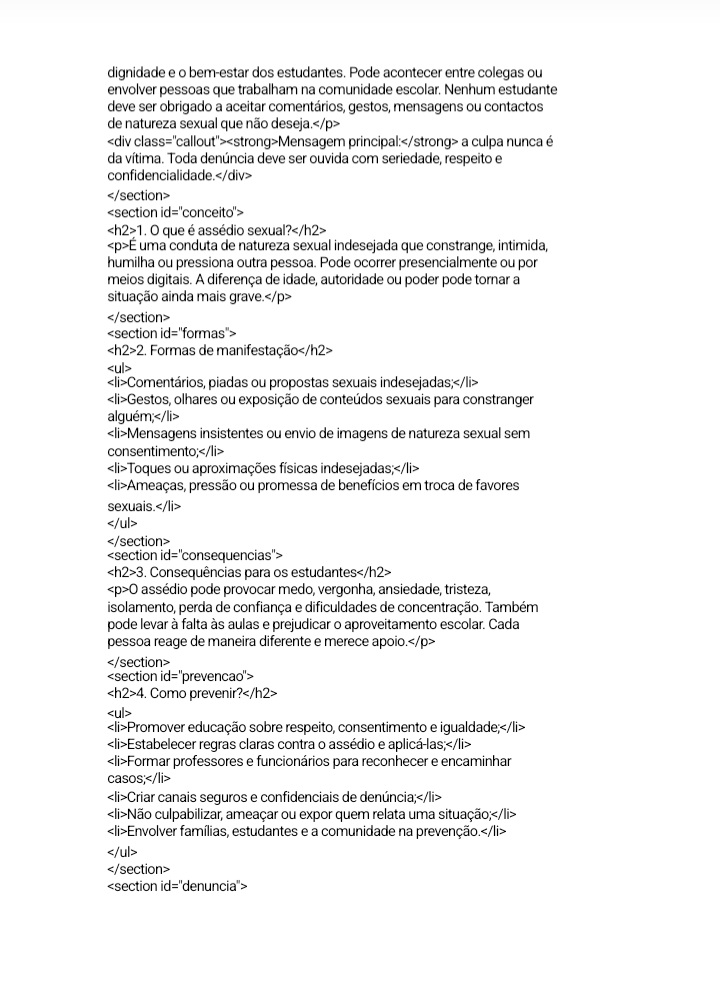 dignidade e o bem-estar dos estudantes. Pode acontecer entre colegas ou
envolver pessoas que trabalham na comunidade escolar. Nenhum estudante
deve ser obrigado a aceitar comentários, gestos, mensagens ou contactos
de natureza sexual que não deseja.</p>
<div class="callout"><strong>Mensagem principal:</strong> a culpa nunca é
da vítima. Toda denúncia deve ser ouvida com seriedade, respeito e
confidencialidade.</div>
</section>
<section id="conceito">
<h2>1. O que é assédio sexual?</h2>
<p>É uma conduta de natureza sexual indesejada que constrange, intimida,
humilha ou pressiona outra pessoa. Pode ocorrer presencialmente ou por
meios digitais. A diferença de idade, autoridade ou poder pode tornar a
situação ainda mais grave.</p>
</section>
<section id="formas">
<h2>2. Formas de manifestação</h2>
<ul>
<li>Comentários, piadas ou propostas sexuais indesejadas;</li>
<li>Gestos, olhares ou exposição de conteúdos sexuais para constranger
alguém;</li>
<li>Mensagens insistentes ou envio de imagens de natureza sexual sem
consentimento;</li>
<li>Toques ou aproximações físicas indesejadas;</li>
<li>Ameaças, pressão ou promessa de benefícios em troca de favores
sexuais.</li>
</ul>
</section>
<section id="consequencias">
<h2>3. Consequências para os estudantes</h2>
<p>O assédio pode provocar medo, vergonha, ansiedade, tristeza,
isolamento, perda de confiança e dificuldades de concentração. Também
pode levar à falta às aulas e prejudicar o aproveitamento escolar. Cada
pessoa reage de maneira diferente e merece apoio.</p>
</section>
<section id="prevencao">
<h2>4. Como prevenir?</h2>
<ul>
<li>Promover educação sobre respeito, consentimento e igualdade;</li>
<li>Estabelecer regras claras contra o assédio e aplicá-las;</li>
<li>Formar professores e funcionários para reconhecer e encaminhar
casos;</li>
<li>Criar canais seguros e confidenciais de denúncia;</li>
<li>Não culpabilizar, ameaçar ou expor quem relata uma situação;</li>
<li>Envolver famílias, estudantes e a comunidade na prevenção.</li>
</ul>
</section>
<section id="denuncia">